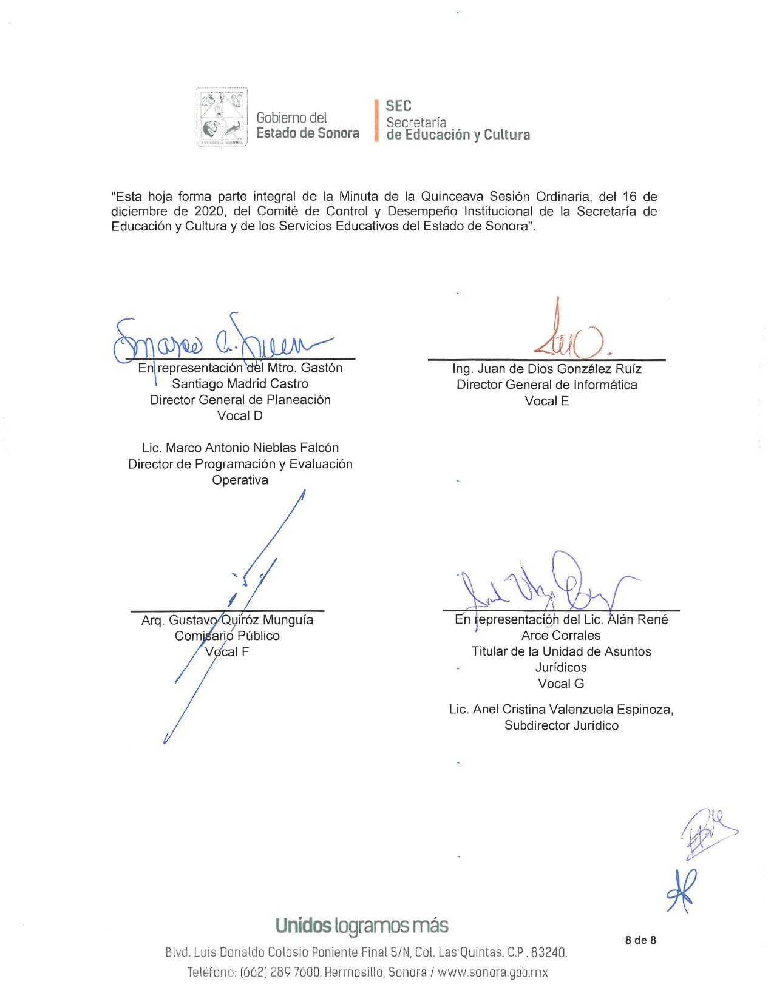 ESTADO DE SONORA
Gobierno del
Estado de Sonora
SEC
Secretaría
de Educación y Cultura
"Esta hoja forma parte integral de la Minuta de la Quinceava Sesión Ordinaria, del 16 de
diciembre de 2020, del Comité de Control y Desempeño Institucional de la Secretaría de
Educación y Cultura y de los Servicios Educativos del Estado de Sonora".
En representación del Mtro. Gastón
Santiago Madrid Castro
Director General de Planeación
Vocal D
Lic. Marco Antonio Nieblas Falcón
Director de Programación y Evaluación
Operativa
Ing. Juan de Dios González Ruíz
Director General de Informática
Vocal E
Arq. Gustavo Quiróz Munguía
Comisario Público
Vocal F
En representación del Lic. Alán René
Arce Corrales
Titular de la Unidad de Asuntos
Jurídicos
Vocal G
Lic. Anel Cristina Valenzuela Espinoza,
Subdirector Jurídico
Unidos logramos más
8 de 8
Blvd. Luis Donaldo Colosio Poniente Final S/N, Col. Las Quintas. C.P. 83240.
Teléfono: (662) 289 7600. Hermosillo, Sonora / www.sonora.gob.mx